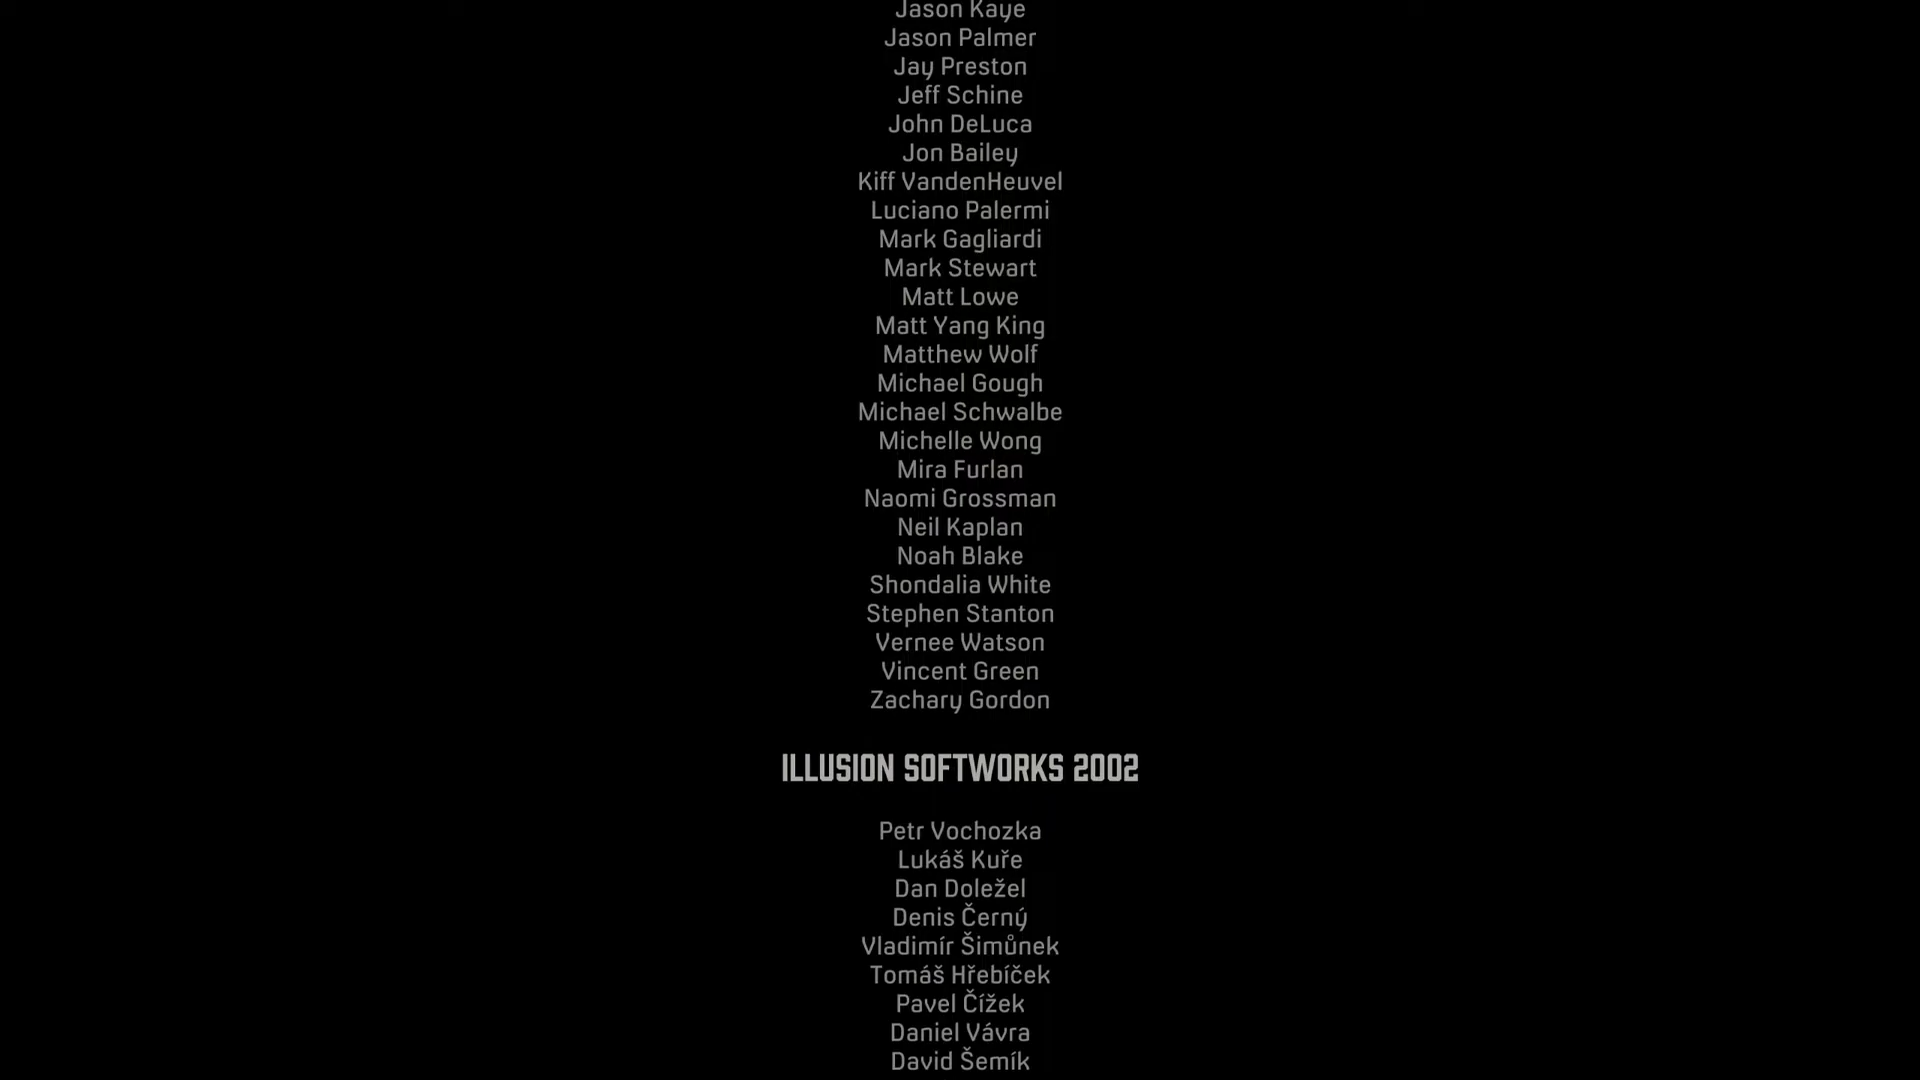 Jason Kaye
Jason Palmer
Jay Preston
Jeff Schine
John DeLuca
Jon Bailey
Kiff VandenHeuvel
Luciano Palermi
Mark Gagliardi
Mark Stewart
Matt Lowe
Matt Yang King
Matthew Wolf
Michael Gough
Michael Schwalbe
Michelle Wong
Mira Furlan
Naomi Grossman
Neil Kaplan
Noah Blake
Shondalia White
Stephen Stanton
Vernee Watson
Vincent Green
Zachary Gordon
ILLUSION SOFTWORKS 2002
Petr Vochozka
Lukáš Kuře
Dan Doležel
Denis Černý
Vladimír Šimůnek
Tomáš Hřebíček
Pavel Čížek
Daniel Vávra
David Šemík